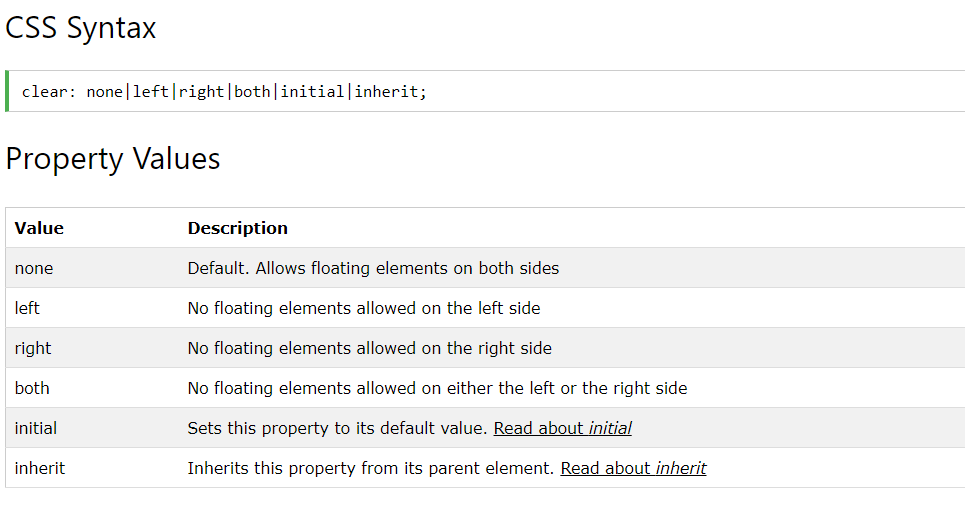 CSS Syntax
clear: none|left|right|both|initial|inherit;
Property Values
Value Description
none Default. Allows floating elements on both sides
left No floating elements allowed on the left side
right No floating elements allowed on the right side
both No floating elements allowed on either the left or the right side
initial Sets this property to its default value. Read about initial
inherit Inherits this property from its parent element. Read about inherit